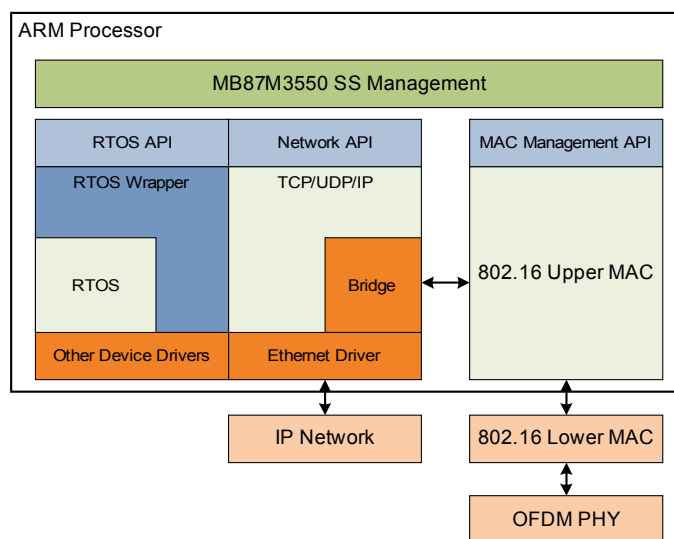 ARM Processor
MB87M3550 SS Management
RTOS API
Network API
MAC Management API
RTOS Wrapper
TCP/UDP/IP
RTOS
Bridge
802.16 Upper MAC
Other Device Drivers
Ethernet Driver
IP Network
802.16 Lower MAC
OFDM PHY